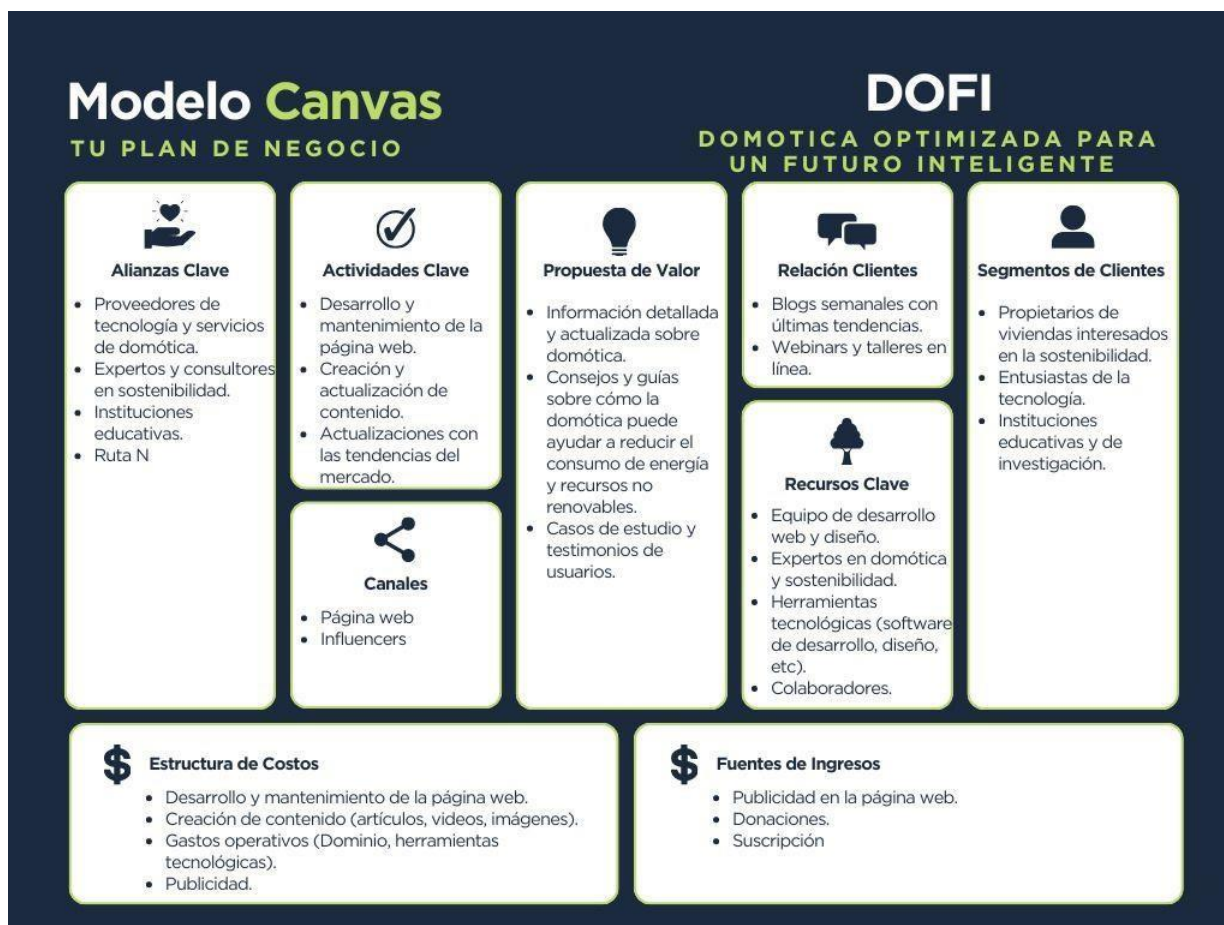 Modelo Canvas
TU PLAN DE NEGOCIO
DOFI
DOMOTICA OPTIMIZADA PARA
UN FUTURO INTELIGENTE
Alianzas Clave
• Proveedores de
tecnología y servicios
de domótica.
• Expertos y consultores
en sostenibilidad.
• Instituciones
educativas.
• Ruta N
Actividades Clave
• Desarrollo y
mantenimiento de la
página web.
• Creación y
actualización de
contenido.
• Actualizaciones con
las tendencias del
mercado.
Canales
• Página web
• Influencers
Propuesta de Valor
• Información detallada
y actualizada sobre
domótica.
• Consejos y guías
sobre cómo la
domótica puede
ayudar a reducir el
consumo de energía
y recursos no
renovables.
• Casos de estudio y
testimonios de
usuarios.
Relación Clientes
• Blogs semanales con
últimas tendencias.
• Webinars y talleres en
línea.
Recursos Clave
• Equipo de desarrollo
web y diseño.
• Expertos en domótica
y sostenibilidad.
• Herramientas
tecnológicas (software
de desarrollo, diseño,
etc).
• Colaboradores.
Segmentos de Clientes
• Propietarios de
viviendas interesados
en la sostenibilidad.
• Entusiastas de la
tecnología.
• Instituciones
educativas y de
investigación.
$ Estructura de Costos
• Desarrollo y mantenimiento de la página web.
• Creación de contenido (artículos, videos, imágenes).
• Gastos operativos (Dominio, herramientas
tecnológicas).
• Publicidad.
$ Fuentes de Ingresos
• Publicidad en la página web.
• Donaciones.
• Suscripción